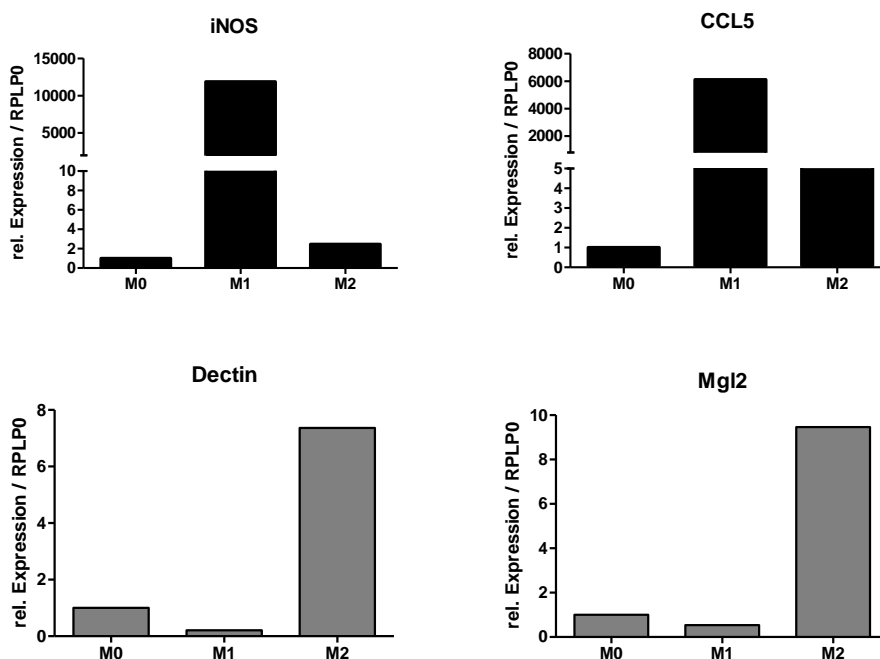 iNOS
rel. Expression / RPLP0
15000
10000
5000
10
8
6
4
2
0
M0 M1 M2
CCL5
rel. Expression / RPLP0
8000
6000
4000
2000
5
4
3
2
1
0
M0 M1 M2
Dectin
rel. Expression / RPLP0
8
6
4
2
0
M0 M1 M2
Mgl2
rel. Expression / RPLP0
10
8
6
4
2
0
M0 M1 M2